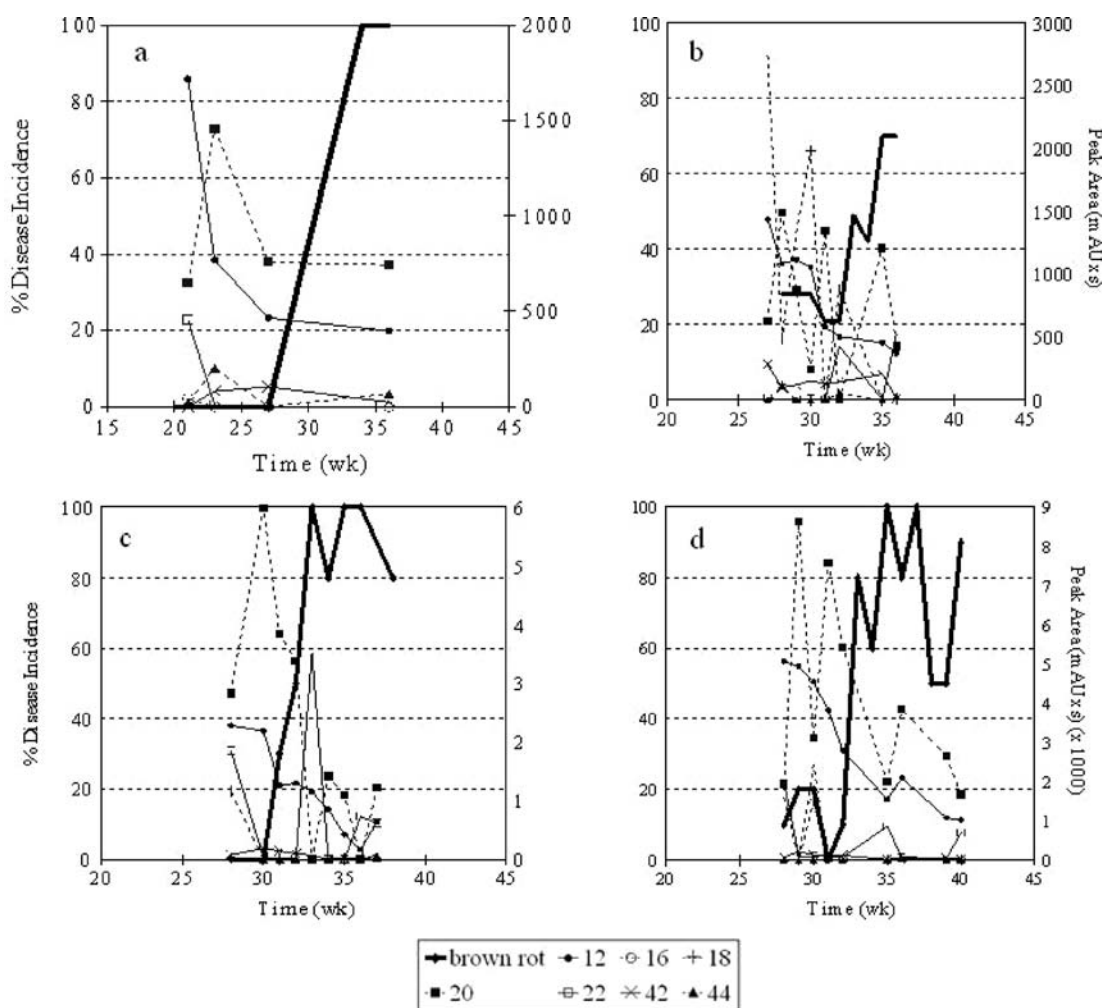 a
100
80
60
40
20
0
2000
1500
1000
500
0
15 20 25 30 35 40 45
Time (wk)
% Disease Incidence
b
100
80
60
40
20
0
3000
2500
2000
1500
1000
500
0
20 25 30 35 40 45
Time (wk)
Peak Area (mAUxs)
c
100
80
60
40
20
0
6
5
4
3
2
1
0
20 25 30 35 40 45
Time (wk)
% Disease Incidence
d
100
80
60
40
20
0
9
8
7
6
5
4
3
2
1
0
20 25 30 35 40 45
Time (wk)
Peak Area (mAUxs) (x 1000)
brown rot 12 16 18
20 22 42 44